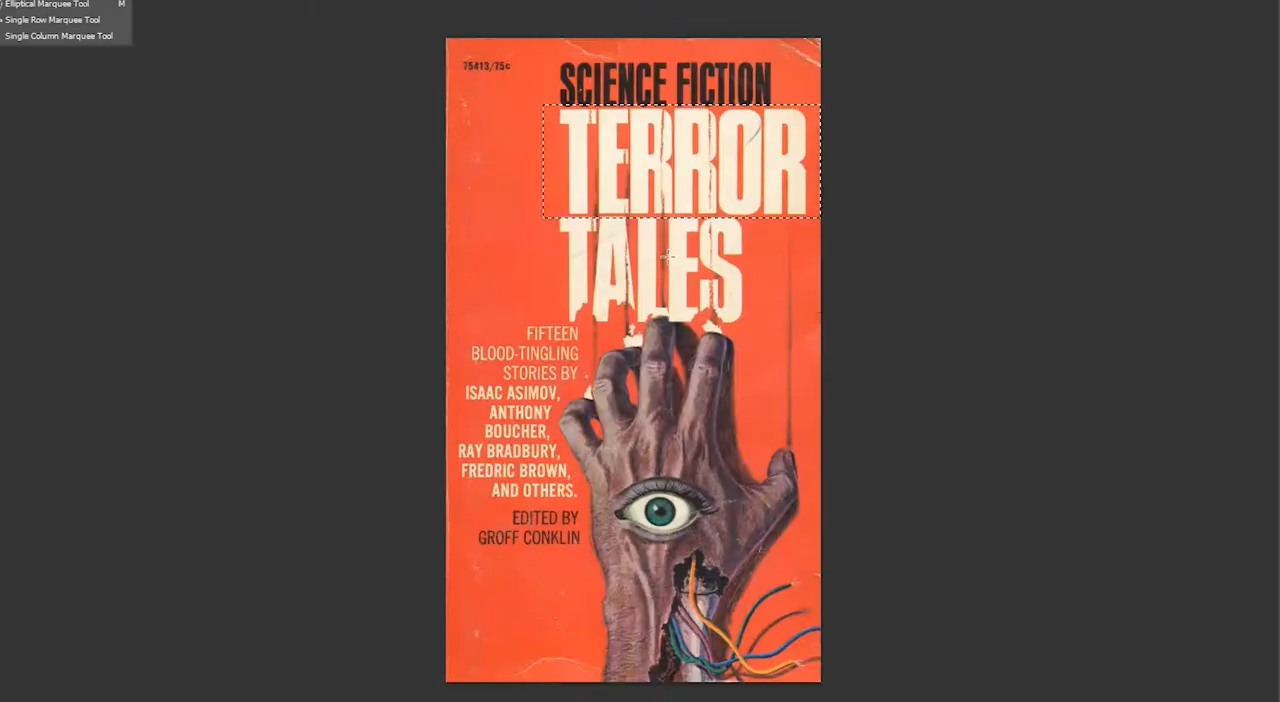 Elliptical Marquee Tool M
Single Row Marquee Tool
Single Column Marquee Tool
75413/75c
SCIENCE FICTION
TERROR
TALES
FIFTEEN
BLOOD-TINGLING
STORIES BY
ISAAC ASIMOV,
ANTHONY
BOUCHER,
RAY BRADBURY,
FREDRIC BROWN,
AND OTHERS.
EDITED BY
GROFF CONKLIN